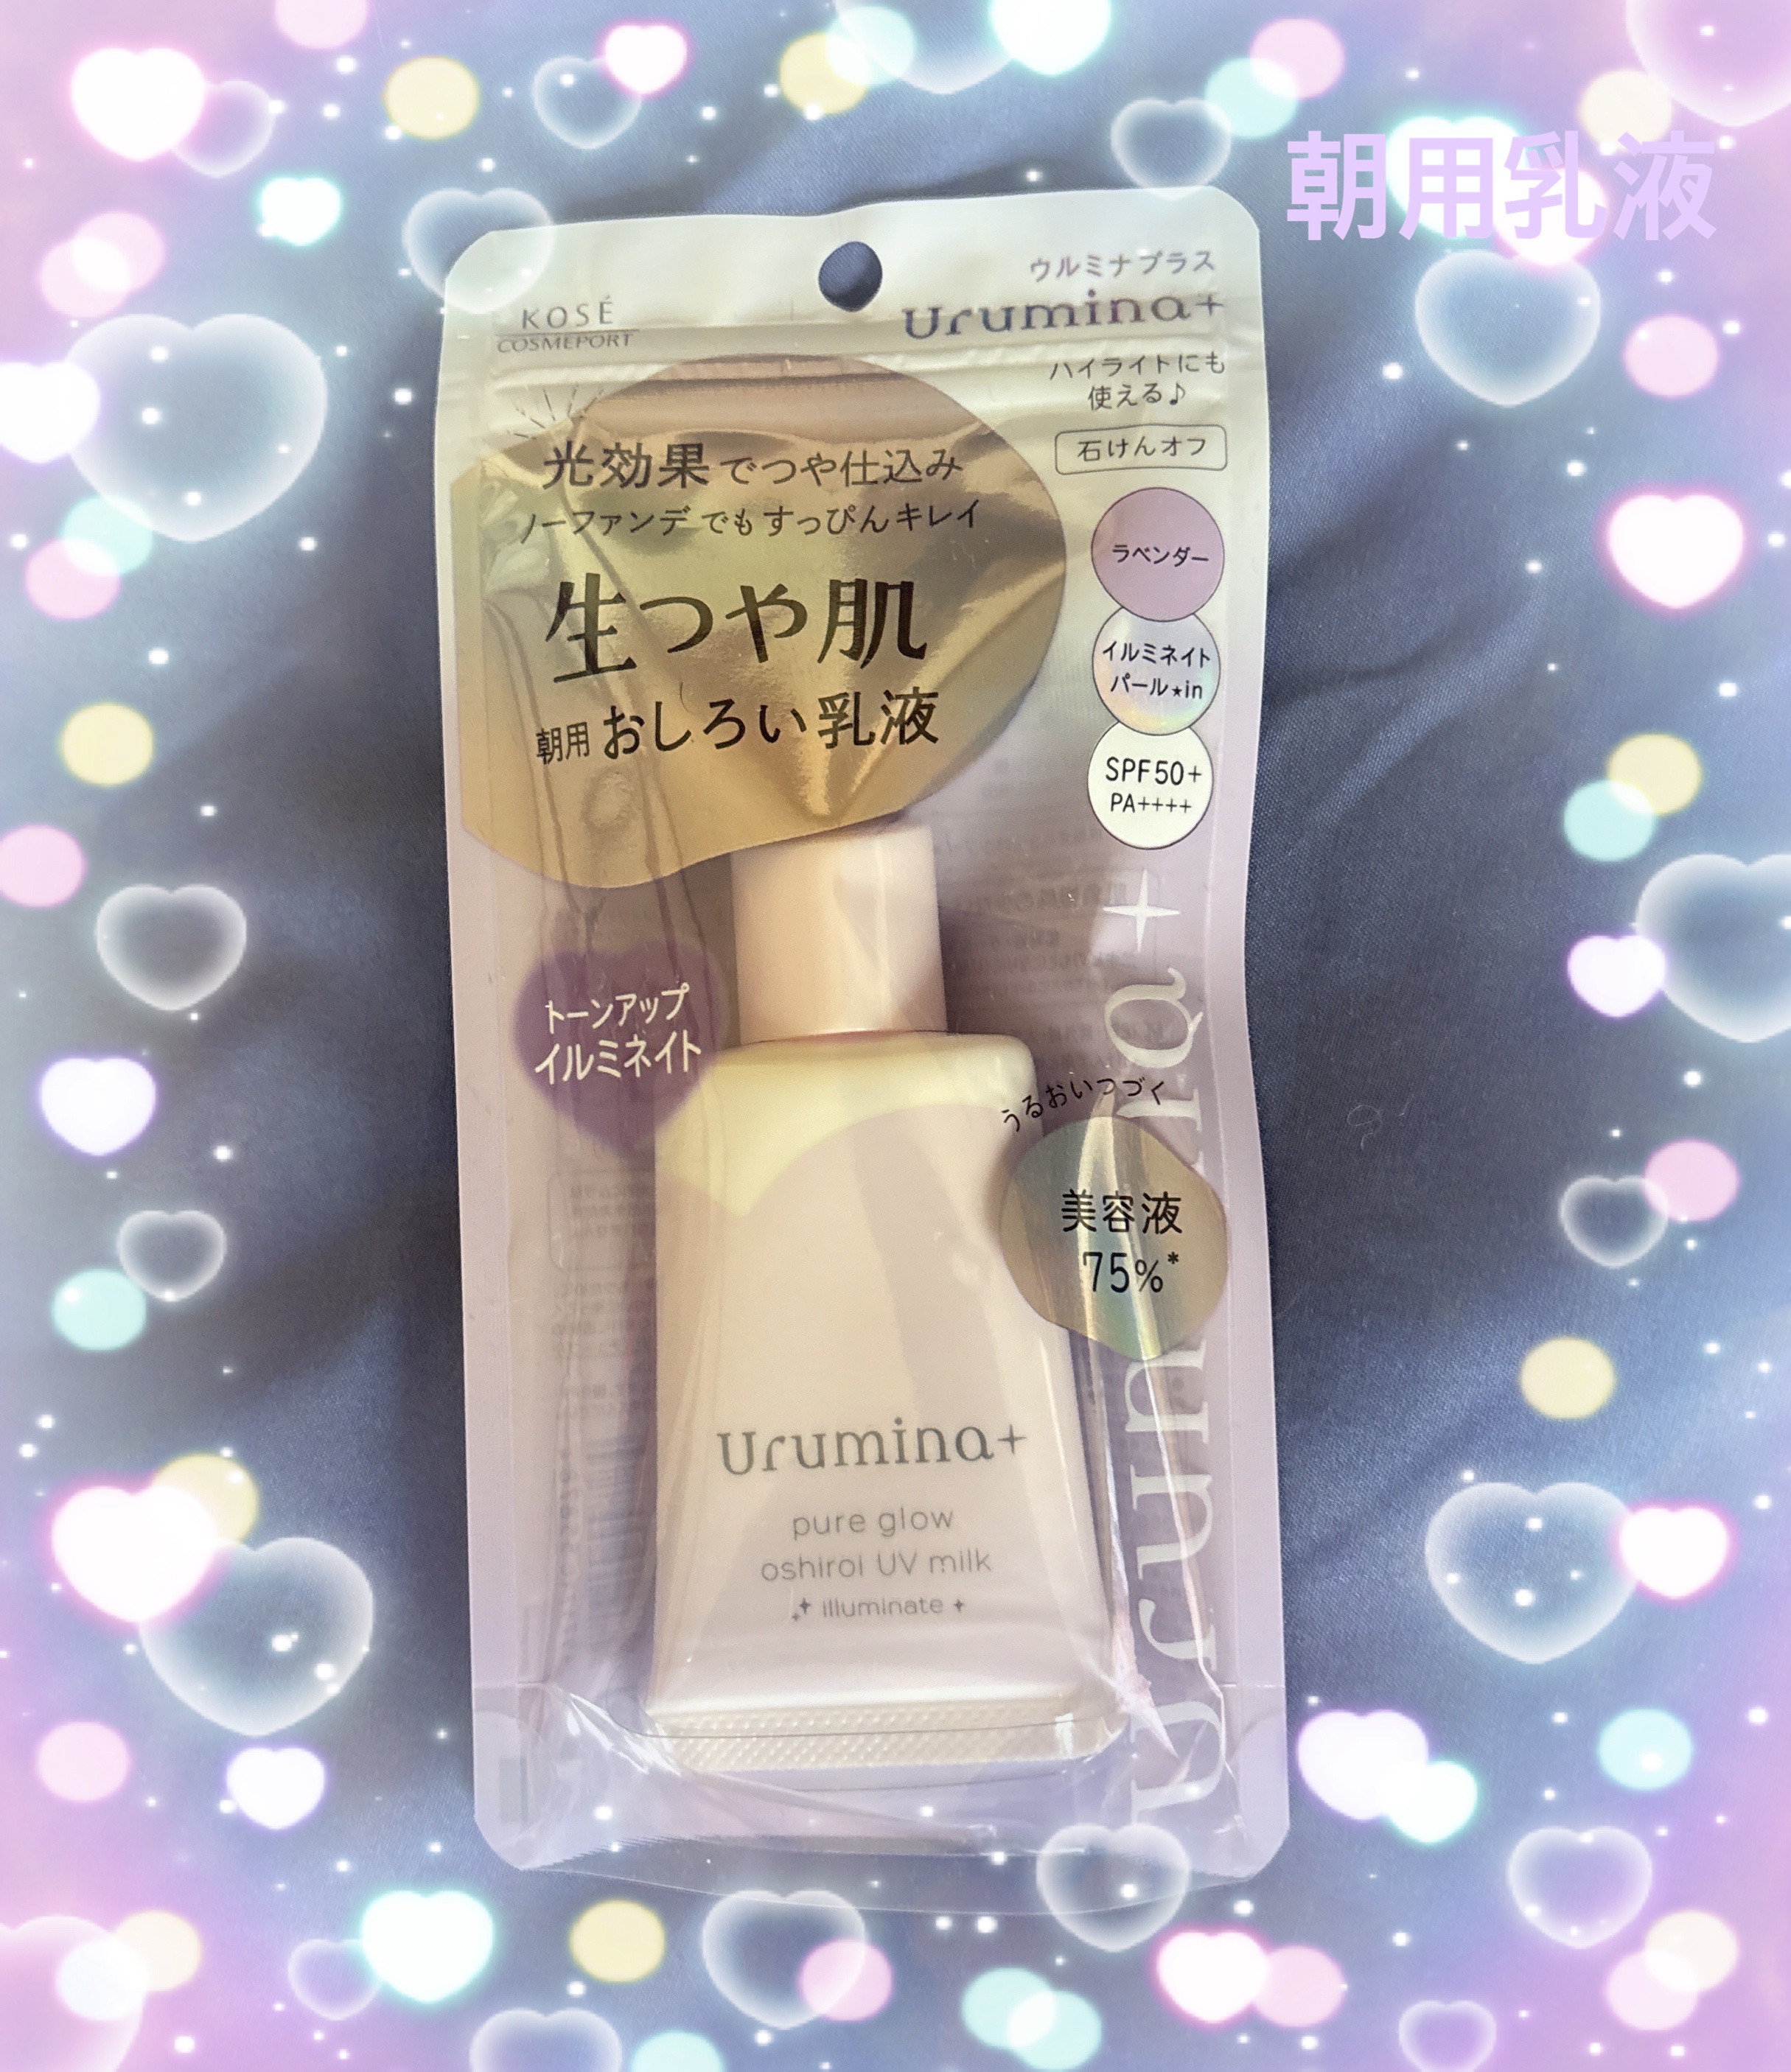 朝用乳液
KOSÉ
COSMEPORT
ウルミナプラス
Urumina+
ハイライトにも
使える♪
石けんオフ
光効果でつや仕込み
ノーファンデでもすっぴんキレイ
生つや肌
朝用おしろい乳液
ラベンダー
イルミネイト
パール★in
SPF50+
PA++++
トーンアップ
イルミネイト
うるおいつづく
美容液
75%*
Urumina+
Urumina+
pure glow
oshiroi UV milk
illuminate